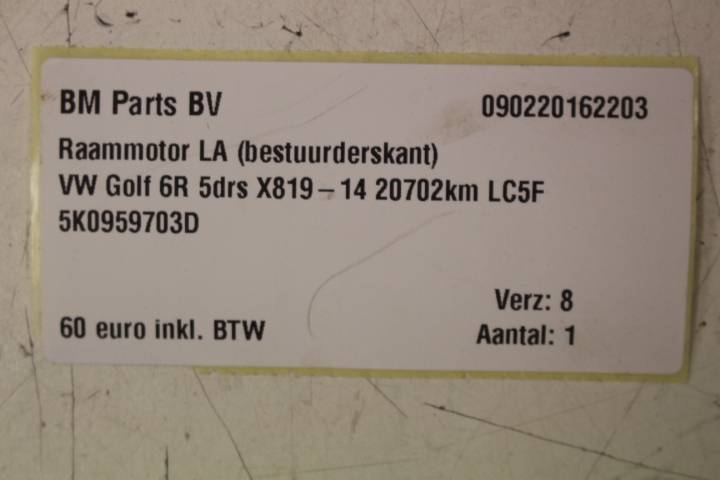 BM Parts BV 090220162203
Raammotor LA (bestuurderskant)
VW Golf 6R 5drs X819-14 20702km LC5F
5K0959703D
Verz: 8
60 euro inkl. BTW Aantal: 1